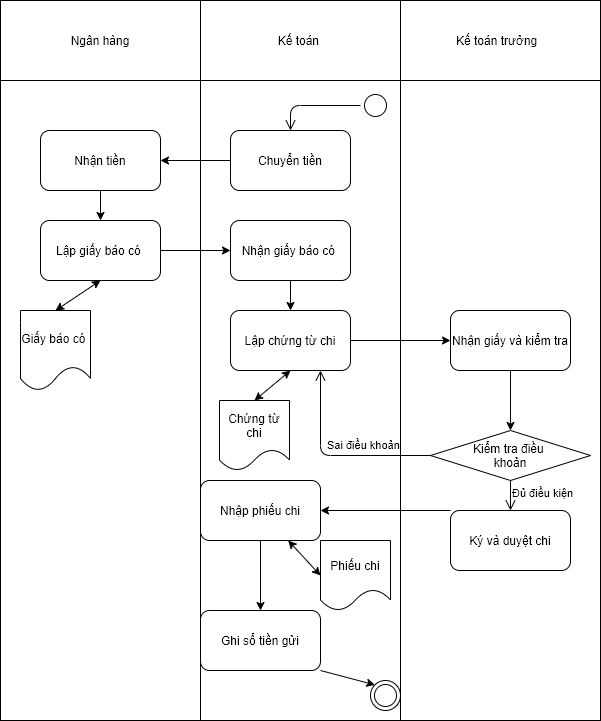 Ngân hàng
Kế toán
Kế toán trưởng
Nhận tiền
Chuyển tiền
Lập giấy báo có
Nhận giấy báo có
Giấy báo có
Lập chứng từ chi
Nhận giấy và kiểm tra
Chứng từ
chi
Sai điều khoản
Kiểm tra điều
khoản
Đủ điều kiện
Nhập phiếu chi
Ký và duyệt chi
Phiếu chi
Ghi sổ tiền gửi